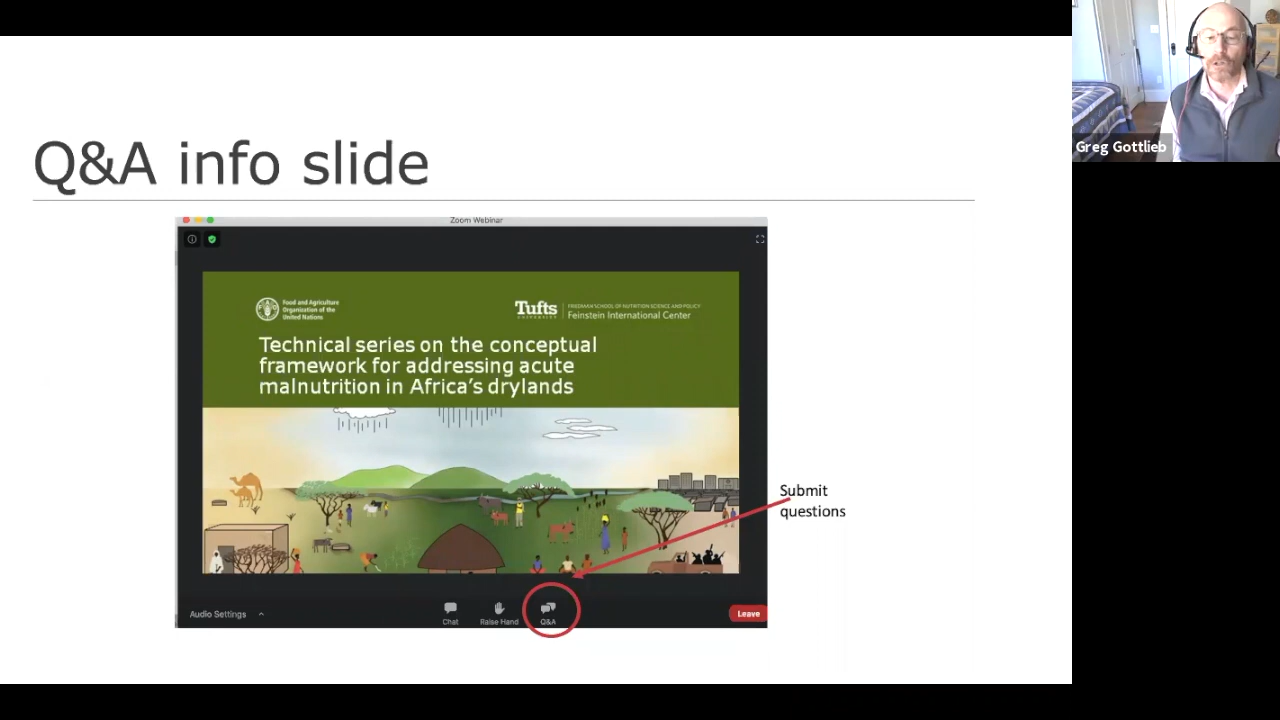 Greg Gottlieb
Q&A info slide
Zoom Webinar
Food and Agriculture
Organization of the
United Nations
Tufts
UNIVERSITY
FRIEDMAN SCHOOL OF NUTRITION SCIENCE AND POLICY
Feinstein International Center
Technical series on the conceptual
framework for addressing acute
malnutrition in Africa's drylands
Submit
questions
Audio Settings
Chat
Raise Hand
Q&A
Leave